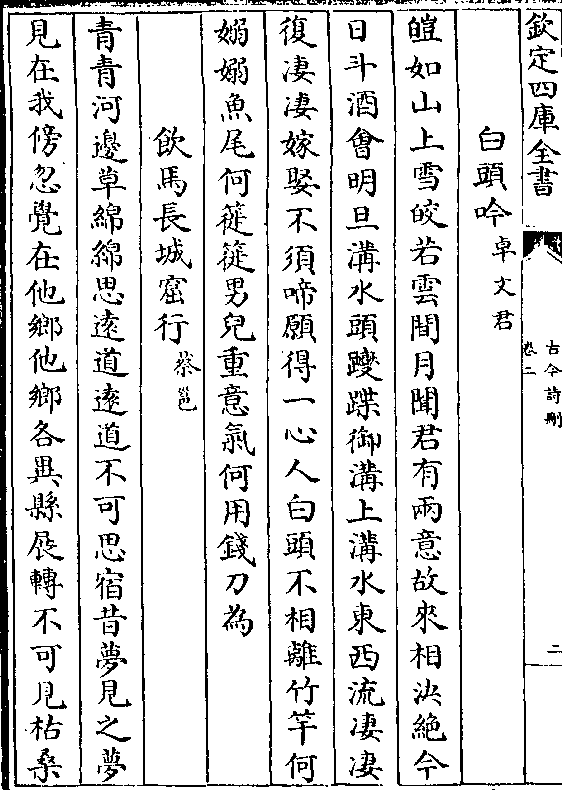 欽定四庫全書
古今詩刪
卷二
二
白頭吟卓文君
皚如山上雪皎若雲間月聞君有兩意故來相決絶今
日斗酒會明旦溝水頭躞蹀御溝上溝水東西流凄凄
復凄凄嫁娶不須啼願得一心人白頭不相離竹竿何
嫋嫋魚尾何簁簁男兒重意氣何用錢刀為
飲馬長城窟行蔡邕
青青河邊草綿綿思逺道逺道不可思宿昔夢見之夢
見在我傍忽覺在他鄉他鄉各異縣展轉不可見枯桑